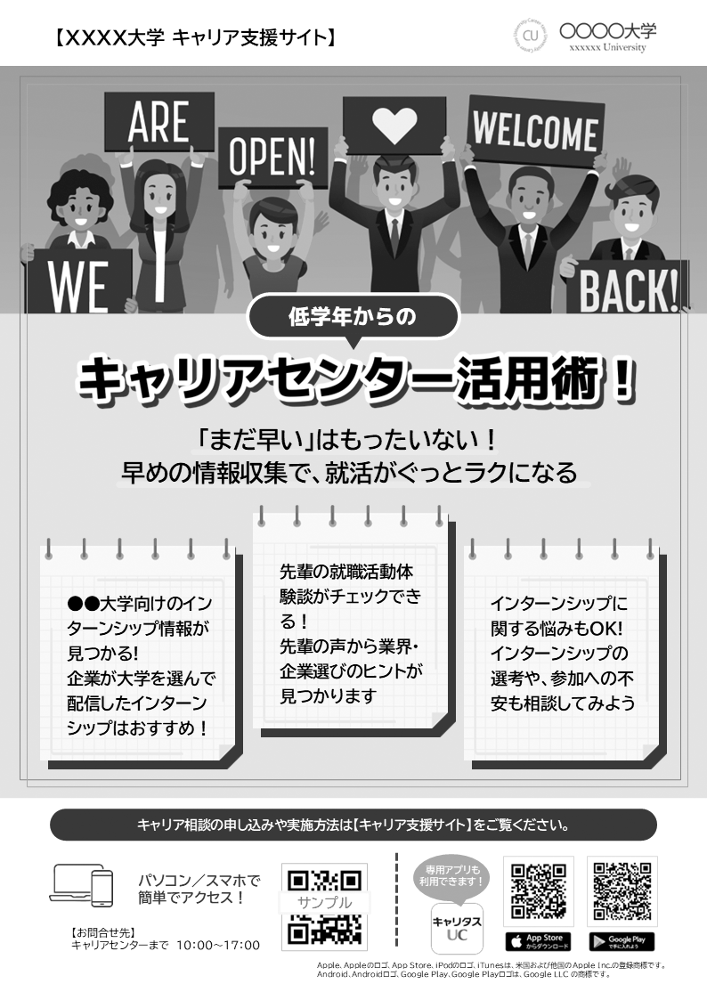 【XXXX大学 キャリア支援サイト】
CU
〇〇〇〇大学
xxxxxx University
ARE
OPEN!
WELCOME
WE
BACK!
低学年からの
キャリアセンター活用術！
「まだ早い」はもったいない！
早めの情報収集で、就活がぐっとラクになる
●●大学向けのイン
ターンシップ情報が
見つかる!
企業が大学を選んで
配信したインターン
シップはおすすめ！
先輩の就職活動体
験談がチェックでき
る！
先輩の声から業界・
企業選びのヒントが
見つかります
インターンシップに
関する悩みもOK!
インターンシップの
選考や、参加への不
安も相談してみよう
キャリア相談の申し込みや実施方法は【キャリア支援サイト】をご覧ください。
パソコン／スマホで
簡単でアクセス！
サンプル
【お問合せ先】
キャリアセンターまで 10:00～17:00
専用アプリも
利用できます！
キャリタス
UC
App Store
からダウンロード
Google Play
で手に入れよう
Apple、Appleのロゴ、App Store、iPodのロゴ、iTunesは、米国および他国のApple Inc.の登録商標です。
Android、Androidロゴ、Google Play、Google Playロゴは、Google LLC の商標です。